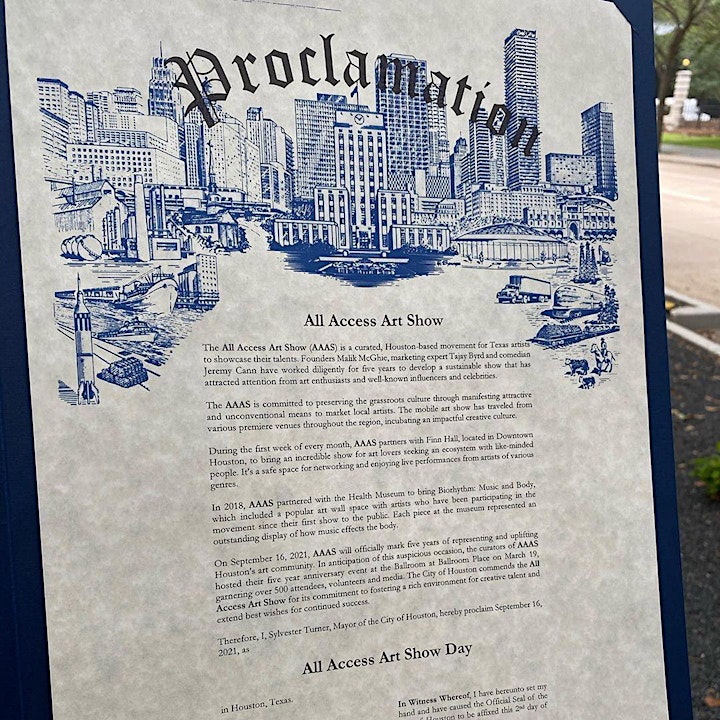 Proclamation
All Access Art Show
The All Access Art Show (AAAS) is a curated, Houston-based movement for Texas artists
to showcase their talents. Founders Malik McGhie, marketing expert Tajay Byrd and comedian
Jeremy Cann have worked diligently for five years to develop a sustainable show that has
attracted attention from art enthusiasts and well-known influencers and celebrities.
The AAAS is committed to preserving the grassroots culture through manifesting attractive
and unconventional means to market local artists. The mobile art show has traveled from
various premiere venues throughout the region, incubating an impactful creative culture.
During the first week of every month, AAAS partners with Finn Hall, located in Downtown
Houston, to bring an incredible show for art lovers seeking an ecosystem with like-minded
people. It's a safe space for networking and enjoying live performances from artists of various
genres.
In 2018, AAAS partnered with the Health Museum to bring Biorhythm: Music and Body,
which included a popular art wall space with artists who have been participating in the
movement since their first show to the public. Each piece at the museum represented an
outstanding display of how music effects the body.
On September 16, 2021, AAAS will officially mark five years of representing and uplifting
Houston's art community. In anticipation of this auspicious occasion, the curators of AAAS
hosted their five year anniversary event at the Ballroom at Ballroom Place on March 19,
garnering over 500 attendees, volunteers and media. The City of Houston commends the All
Access Art Show for its commitment to fostering a rich environment for creative talent and
extend best wishes for continued success.
Therefore, I, Sylvester Turner, Mayor of the City of Houston, hereby proclaim September 16,
2021, as
All Access Art Show Day
in Houston, Texas.
In Witness Whereof, I have hereunto set my
hand and have caused the Official Seal of the
Houston to be affixed this 2nd day of